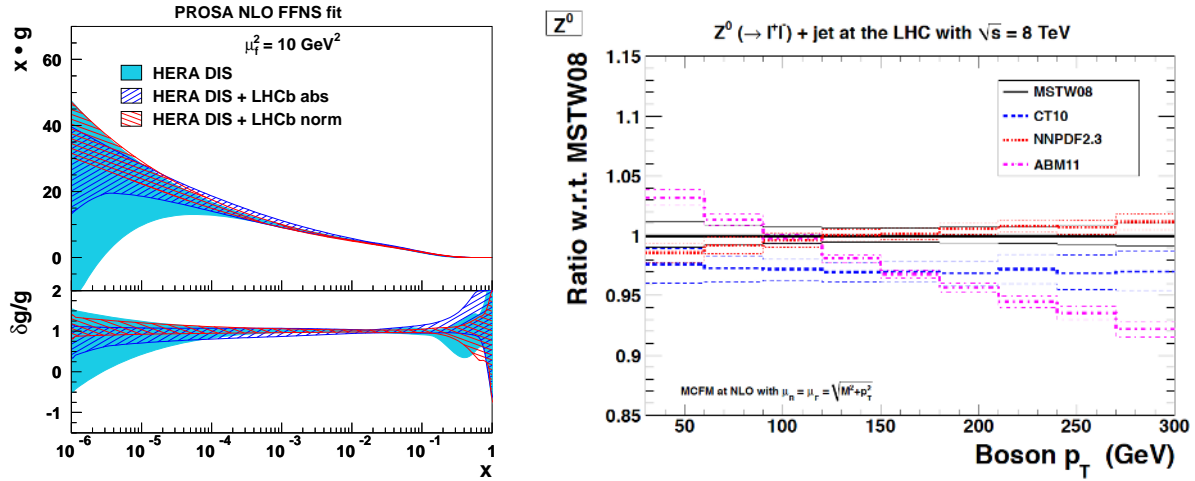 PROSA NLO FFNS fit
x • g
μ_f^2 = 10 GeV^2
HERA DIS
HERA DIS + LHCb abs
HERA DIS + LHCb norm
60
40
20
0
δg/g
2
1
0
-1
10^-6 10^-5 10^-4 10^-3 10^-2 10^-1 1
x
Z^0
Z^0 (→ l^+l^-) + jet at the LHC with √s = 8 TeV
Ratio w.r.t. MSTW08
1.15
1.1
1.05
1
0.95
0.9
0.85
MSTW08
CT10
NNPDF2.3
ABM11
MCFM at NLO with μ_n = μ_r = √M^2+p_T^2
50 100 150 200 250 300
Boson p_T (GeV)